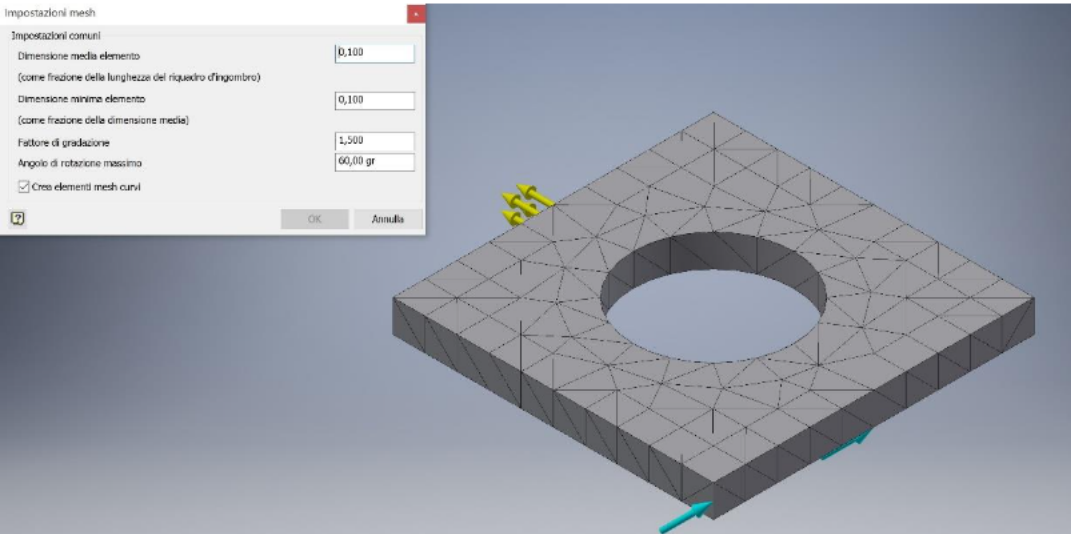 Impostazioni mesh
Impostazioni comuni
Dimensione media elemento 0,100
(come frazione della lunghezza del riquadro d'ingombro)
Dimensione minima elemento 0,100
(come frazione della dimensione media)
Fattore di gradazione 1,500
Angolo di rotazione massimo 60,00 gr
Crea elementi mesh curvi
? OK Annulla